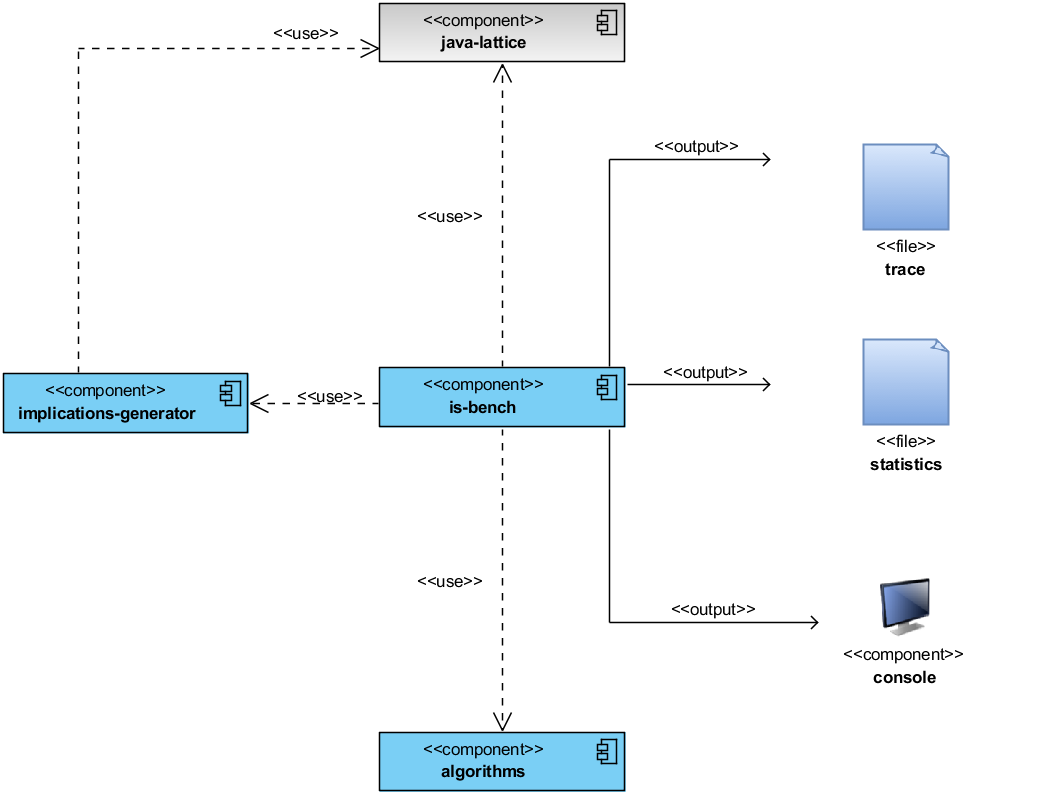 <<component>>
java-lattice
<<use>>
<<output>>
<<use>>
<<file>>
trace
<<output>>
<<component>>
implications-generator
<<use>>
<<component>>
is-bench
<<file>>
statistics
<<use>>
<<output>>
<<component>>
console
<<component>>
algorithms